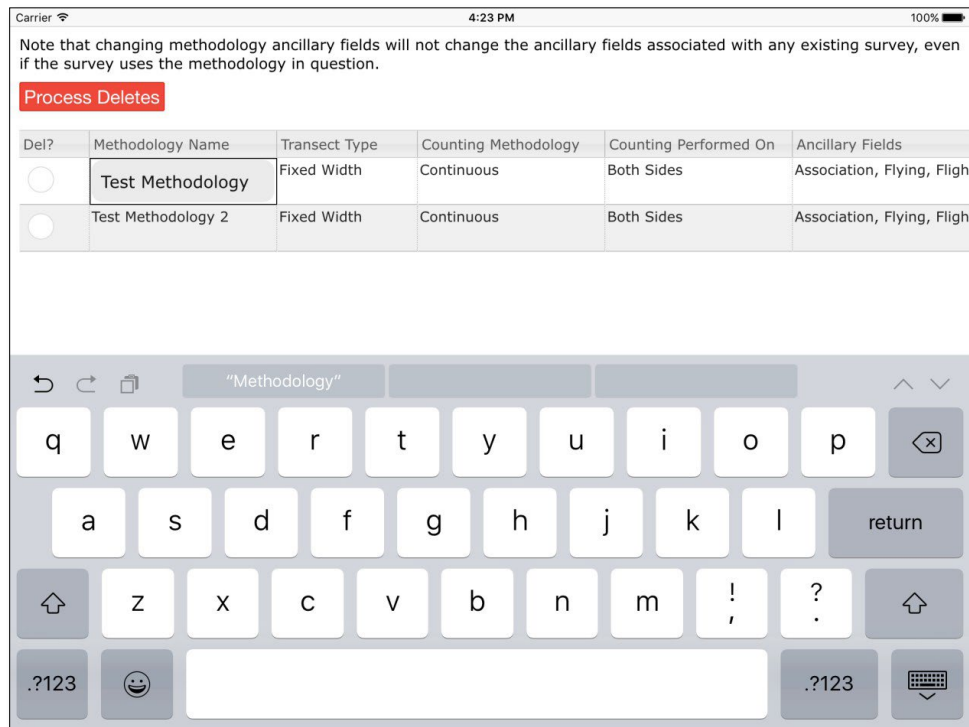 Carrier 4:23 PM 100%
Note that changing methodology ancillary fields will not change the ancillary fields associated with any existing survey, even
if the survey uses the methodology in question.
Process Deletes
Del? Methodology Name Transect Type Counting Methodology Counting Performed On Ancillary Fields
Test Methodology Fixed Width Continuous Both Sides Association, Flying, Fligh
Test Methodology 2 Fixed Width Continuous Both Sides Association, Flying, Fligh
“Methodology“
q w e r t y u i o p
a s d f g h j k l return
z x c v b n m ! , ? .
.?123 .?123